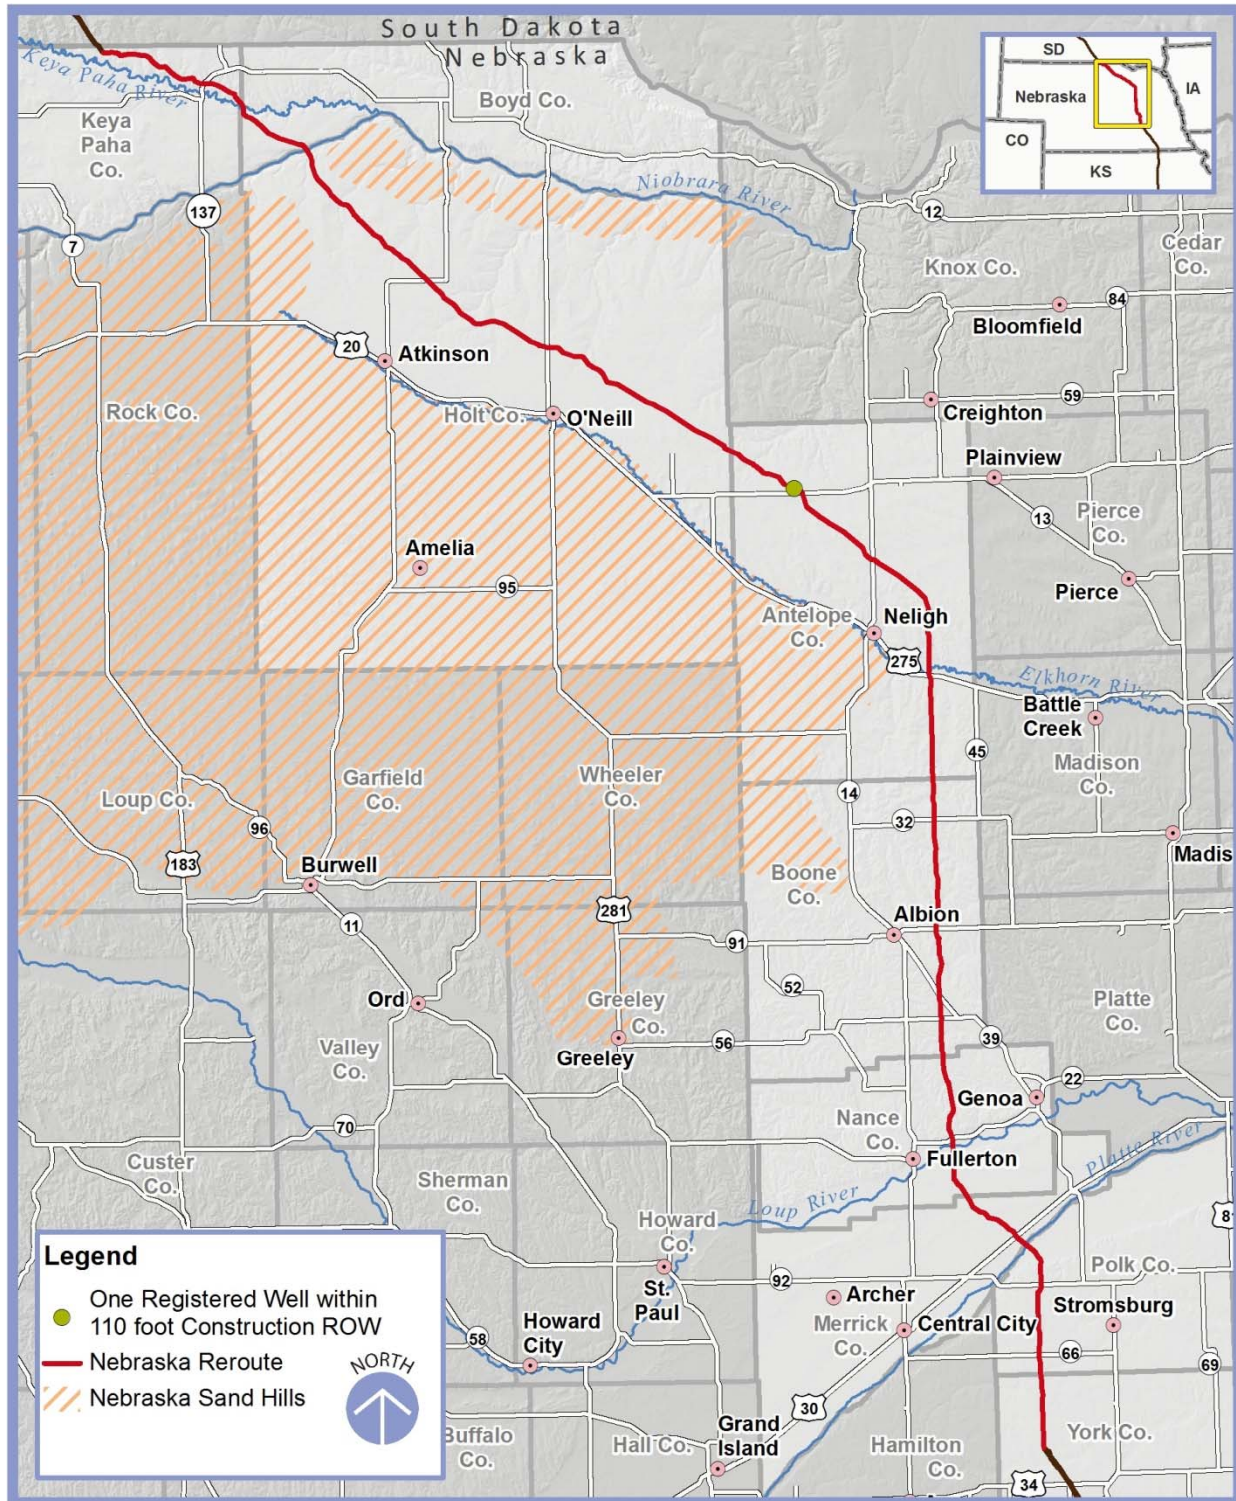 South Dakota
Nebraska
Keya Paha River
Boyd Co.
Keya
Paha
Co.
SD
Nebraska
IA
CO
KS
Niobrara River
137
7
12
Cedar
Co.
Knox Co.
84
Bloomfield
20
Atkinson
59
Rock Co.
Holt Co.
O'Neill
Creighton
Plainview
13
Pierce
Co.
Amelia
95
Pierce
Antelope
Co.
Neligh
275
Elkhorn River
Battle
Creek
45
Madison
Co.
Garfield
Co.
Wheeler
Co.
Loup Co.
14
32
96
183
Burwell
Madis
Boone
Co.
281
Albion
11
91
52
Ord
Greeley
Co.
Platte
Co.
Valley
Co.
Greeley
56
39
22
Genoa
70
Nance
Co.
Custer
Co.
Fullerton
Platte River
Sherman
Co.
Loup River
Howard
Co.
81
Polk Co.
92
St.
Paul
Archer
Stromsburg
Merrick
Co.
Central City
58
Howard
City
66
69
30
Grand
Island
York Co.
Buffalo
Co.
Hall Co.
Hamilton
Co.
34
Legend
One Registered Well within
110 foot Construction ROW
Nebraska Reroute
Nebraska Sand Hills
NORTH